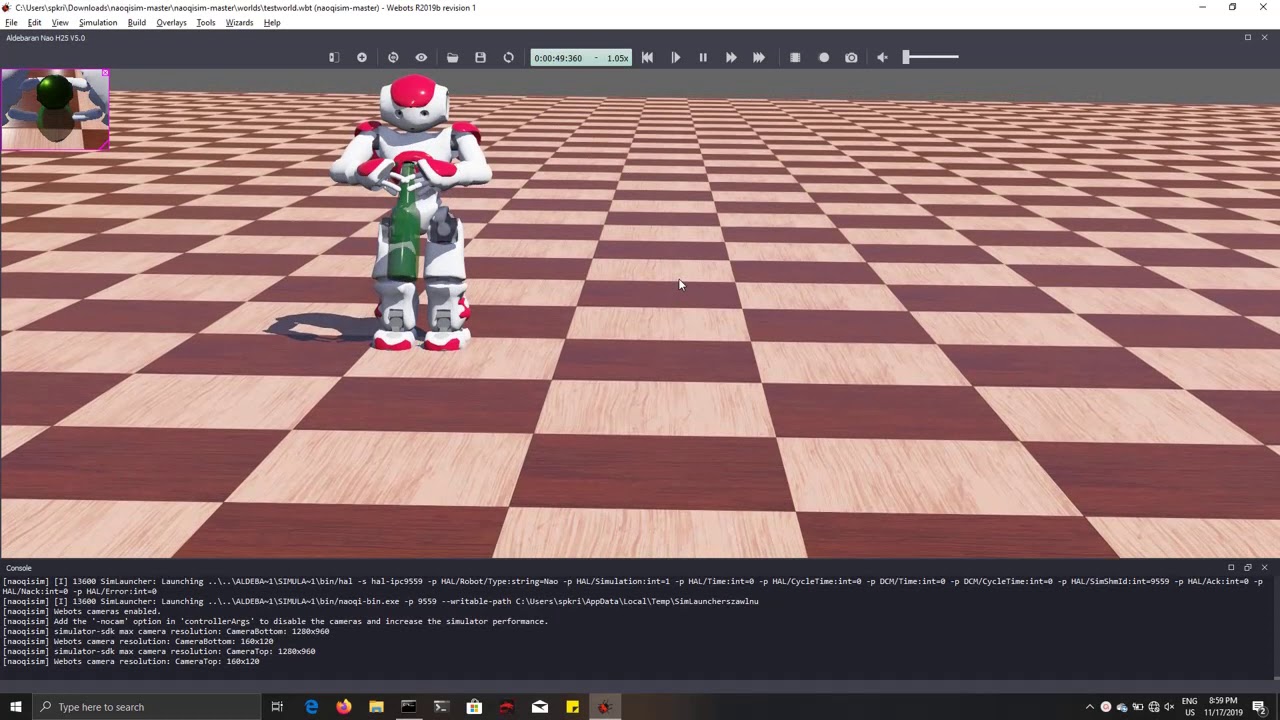 C:\Users\spkri\Downloads\naoqisim-master\naoqisim-master\worlds\testworld.wbt (naoqisim-master) - Webots R2019b revision 1
File Edit View Simulation Build Overlays Tools Wizards Help
Aldebaran Nao H25 V5.0
0:00:49:360 - 1.05x
Console
[naoqisim] [I] 13600 SimLauncher: Launching ..\..\ALDEBA~1\SIMULA~1\bin/hal -s hal-ipc9559 -p HAL/Robot/Type:string=Nao -p HAL/Simulation:int=1 -p HAL/Time:int=0 -p HAL/CycleTime:int=0 -p DCM/Time:int=0 -p DCM/CycleTime:int=0 -p HAL/SimShmId:int=9559 -p HAL/Ack:int=0 -p
HAL/Nack:int=0 -p HAL/Error:int=0
[naoqisim] [I] 13600 SimLauncher: Launching ..\..\ALDEBA~1\SIMULA~1\bin/naoqi-bin.exe -p 9559 --writable-path C:\Users\spkri\AppData\Local\Temp\SimLauncherszawlnu
[naoqisim] Webots cameras enabled.
[naoqisim] Add the '-nocam' option in 'controllerArgs' to disable the cameras and increase the simulator performance.
[naoqisim] simulator-sdk max camera resolution: CameraBottom: 1280x960
[naoqisim] Webots camera resolution: CameraBottom: 160x120
[naoqisim] simulator-sdk max camera resolution: CameraTop: 1280x960
[naoqisim] Webots camera resolution: CameraTop: 160x120
Type here to search
ENG
US
8:59 PM
11/17/2019
2